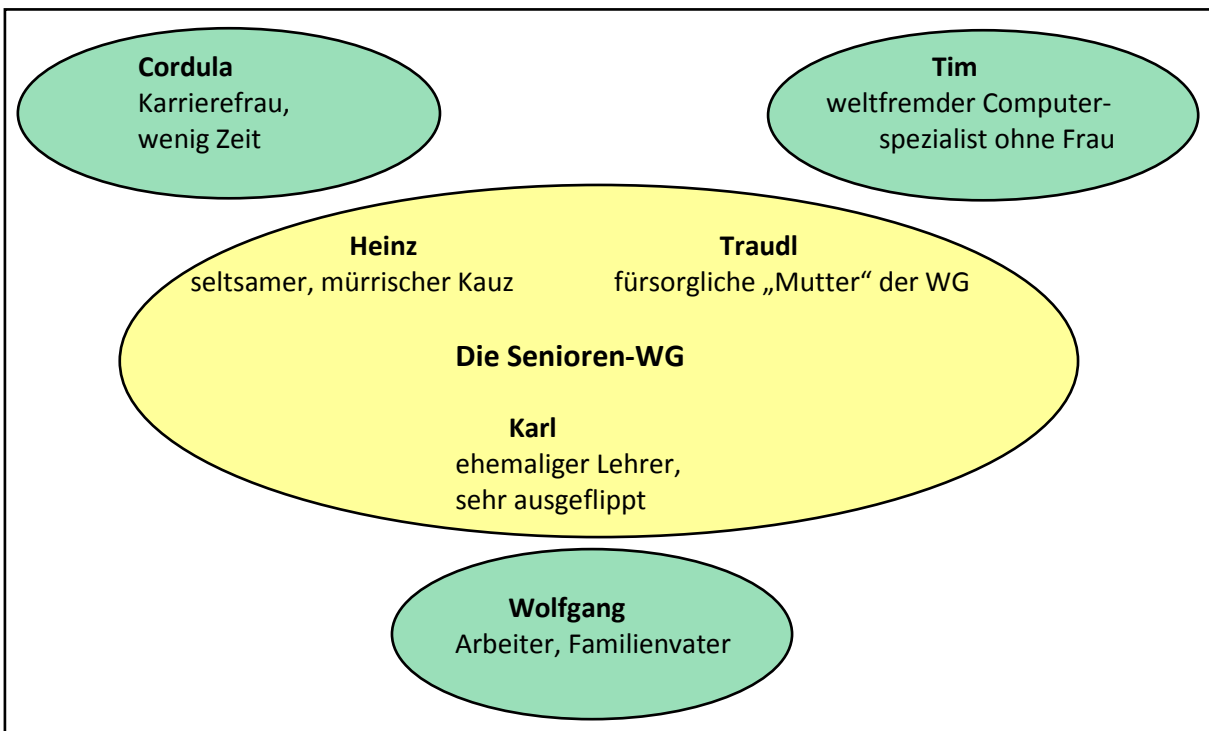 Cordula
Karrierefrau,
wenig Zeit
Tim
weltfremder Computer-
spezialist ohne Frau
Heinz
seltsamer, mürrischer Kauz
Traudl
fürsorgliche „Mutter“ der WG
Die Senioren-WG
Karl
ehemaliger Lehrer,
sehr ausgeflippt
Wolfgang
Arbeiter, Familienvater